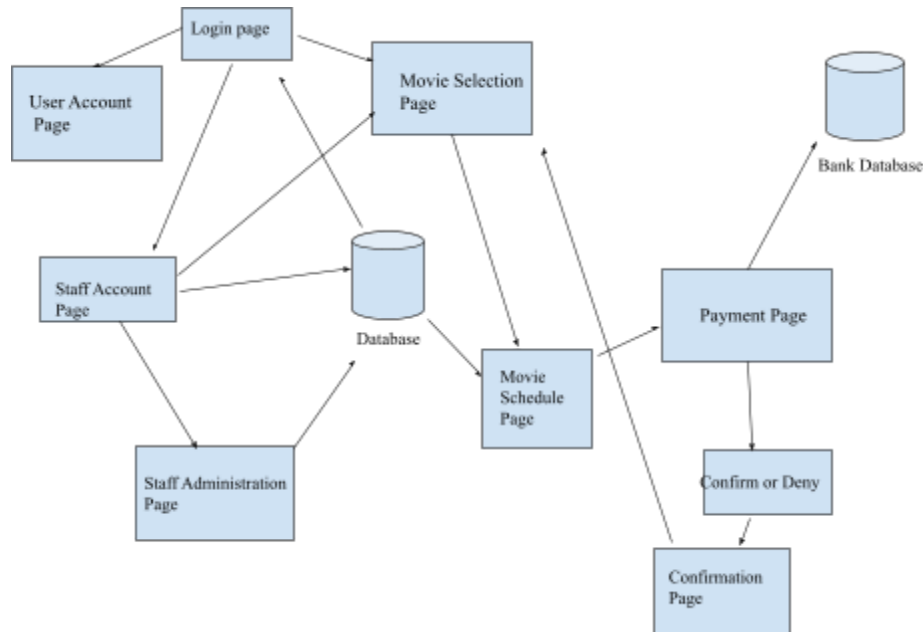 Login page
User Account
Page
Movie Selection
Page
Bank Database
Staff Account
Page
Database
Payment Page
Movie
Schedule
Page
Staff Administration
Page
Confirm or Deny
Confirmation
Page